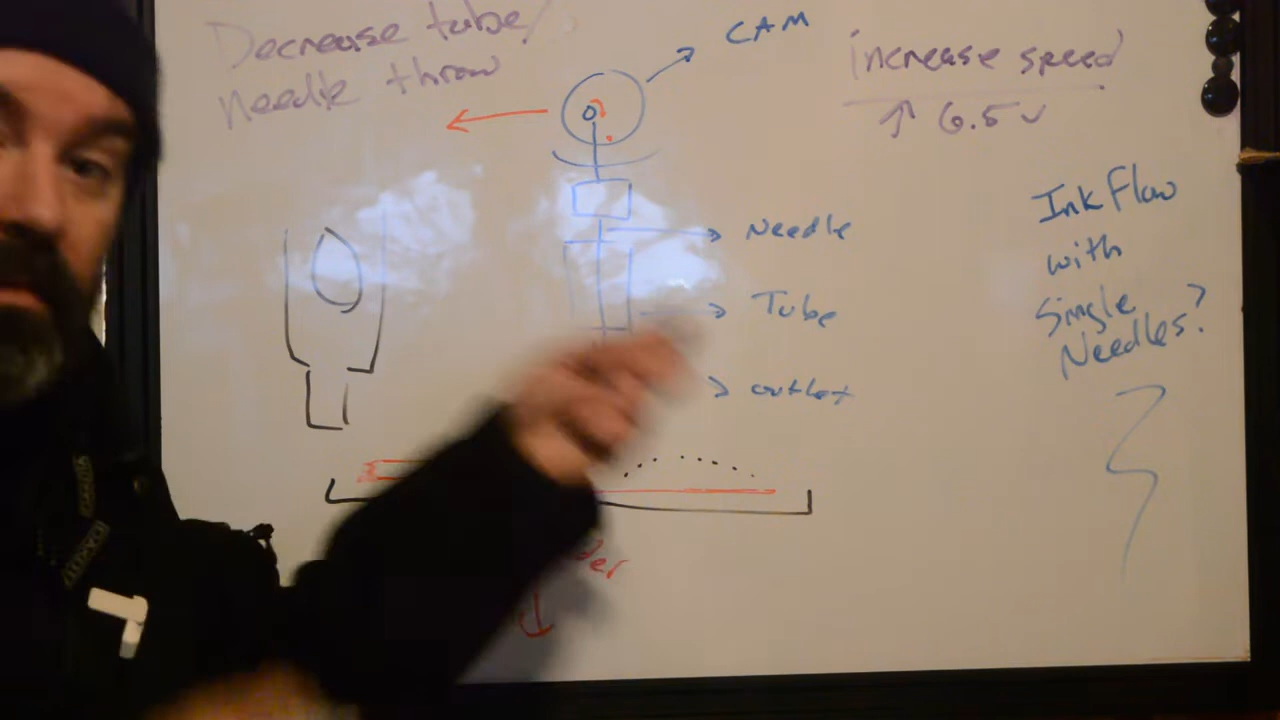 Decrease tube/
Needle throw
CAM
increase speed
↑ 6.5v
Needle
Tube
outlet
Ink Flow
with
Single
Needles?